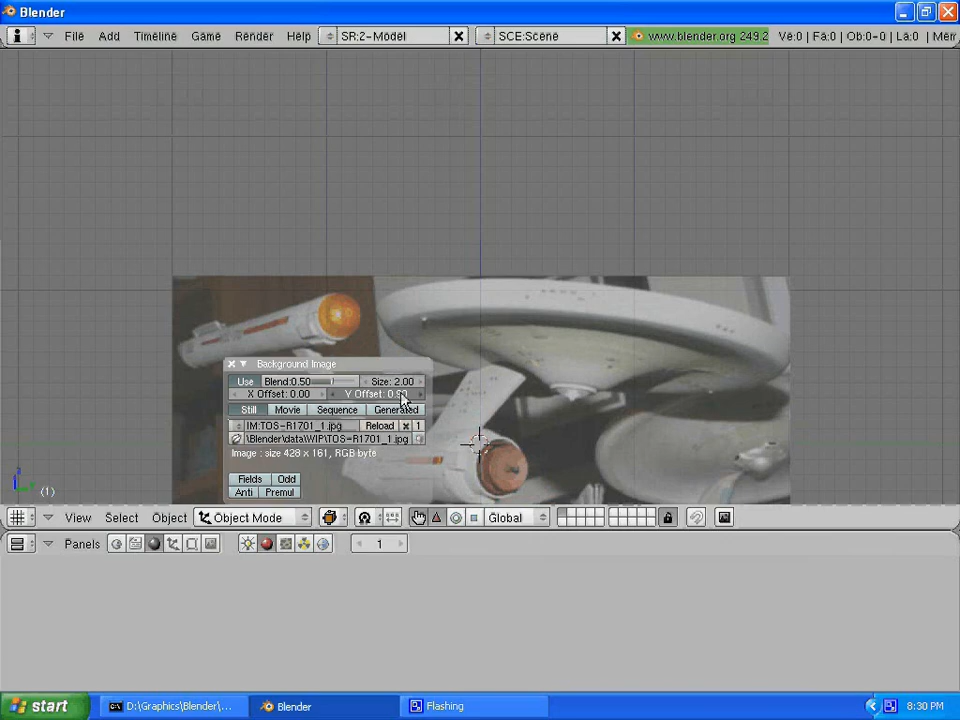 Blender
File Add Timeline Game Render Help SR:2-Model SCE:Scene www.blender.org 249.2 Ve:0 | Fa:0 | Ob:0-0 | La:0 | Mem
Background Image
Use Blend:0.50 Size: 2.00
X Offset: 0.00 Y Offset:
Still Movie Sequence Generated
IM:TOS-R1701_1.jpg Reload 1
\Blender\data\WIP\TOS-R1701_1.jpg
Image : size 428 x 161, RGB byte
Fields Odd
Anti Premul
(1)
View Select Object Object Mode Global
Panels 1
start D:\Graphics\Blender\... Blender Flashing 8:30 PM